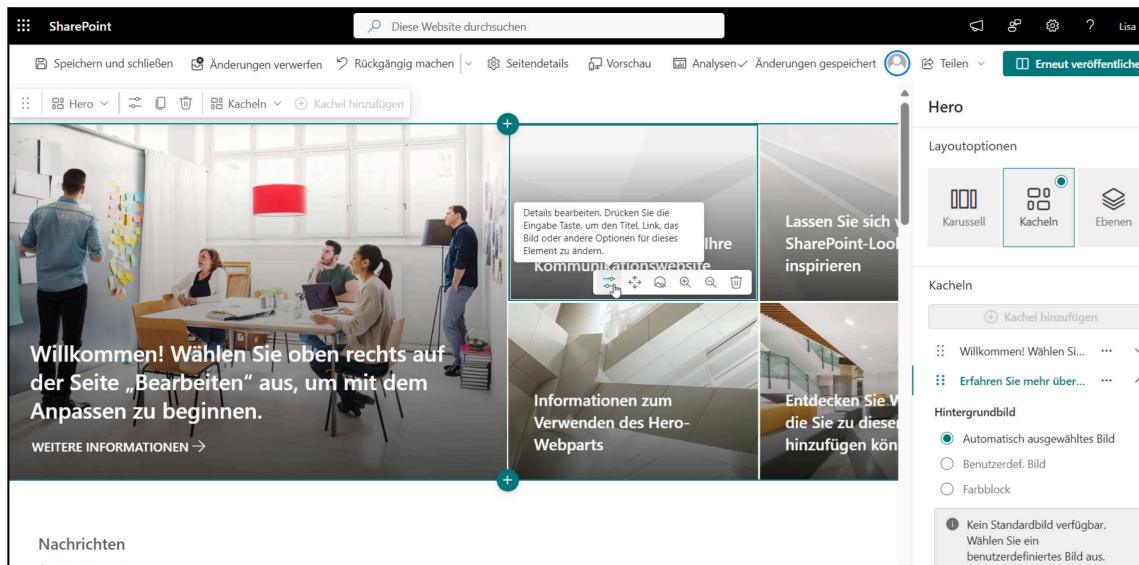 SharePoint
Diese Website durchsuchen
Lisa
Speichern und schließen
Änderungen verwerfen
Rückgängig machen
Seitendetails
Vorschau
Analysen
Änderungen gespeichert
Teilen
Erneut veröffentliche
Hero
Kacheln
Kachel hinzufügen
Willkommen! Wählen Sie oben rechts auf
der Seite „Bearbeiten“ aus, um mit dem
Anpassen zu beginnen.
WEITERE INFORMATIONEN →
Details bearbeiten. Drücken Sie die
Eingabe Taste, um den Titel, Link, das
Bild oder andere Optionen für dieses
Element zu ändern.
Ihre
Kommunikationswebsite
Lassen Sie sich v
SharePoint-Lool
inspirieren
Informationen zum
Verwenden des Hero-
Webparts
Entdecken Sie W
die Sie zu dieser
hinzufügen kön
Nachrichten
Hero
Layoutoptionen
Karussell
Kacheln
Ebenen
Kacheln
Kachel hinzufügen
Willkommen! Wählen Si...
Erfahren Sie mehr über...
Hintergrundbild
Automatisch ausgewähltes Bild
Benutzerdef. Bild
Farbblock
Kein Standardbild verfügbar.
Wählen Sie ein
benutzerdefiniertes Bild aus.